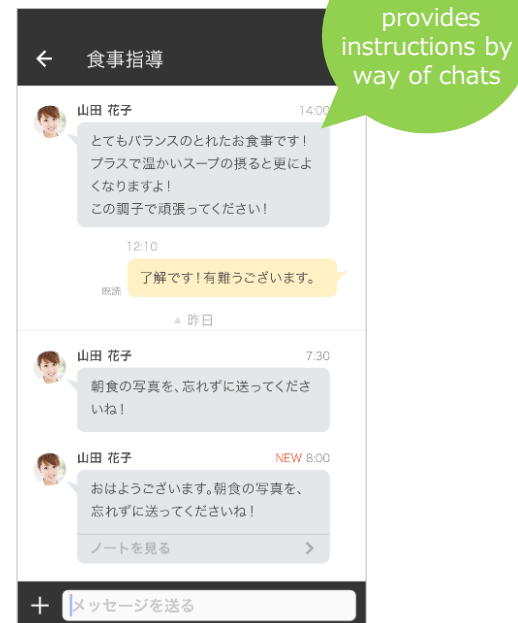 provides
instructions by
way of chats
← 食事指導
山田 花子 14:00
とてもバランスのとれたお食事です！
プラスで温かいスープの摂ると更によ
くなりますよ！
この調子で頑張ってください！
12:10
了解です！有難うございます。
既読
▲ 昨日
山田 花子 7:30
朝食の写真を、忘れずに送ってくださ
いね！
山田 花子 NEW 8:00
おはようございます。朝食の写真を、
忘れずに送ってくださいね！
ノートを見る
メッセージを送る